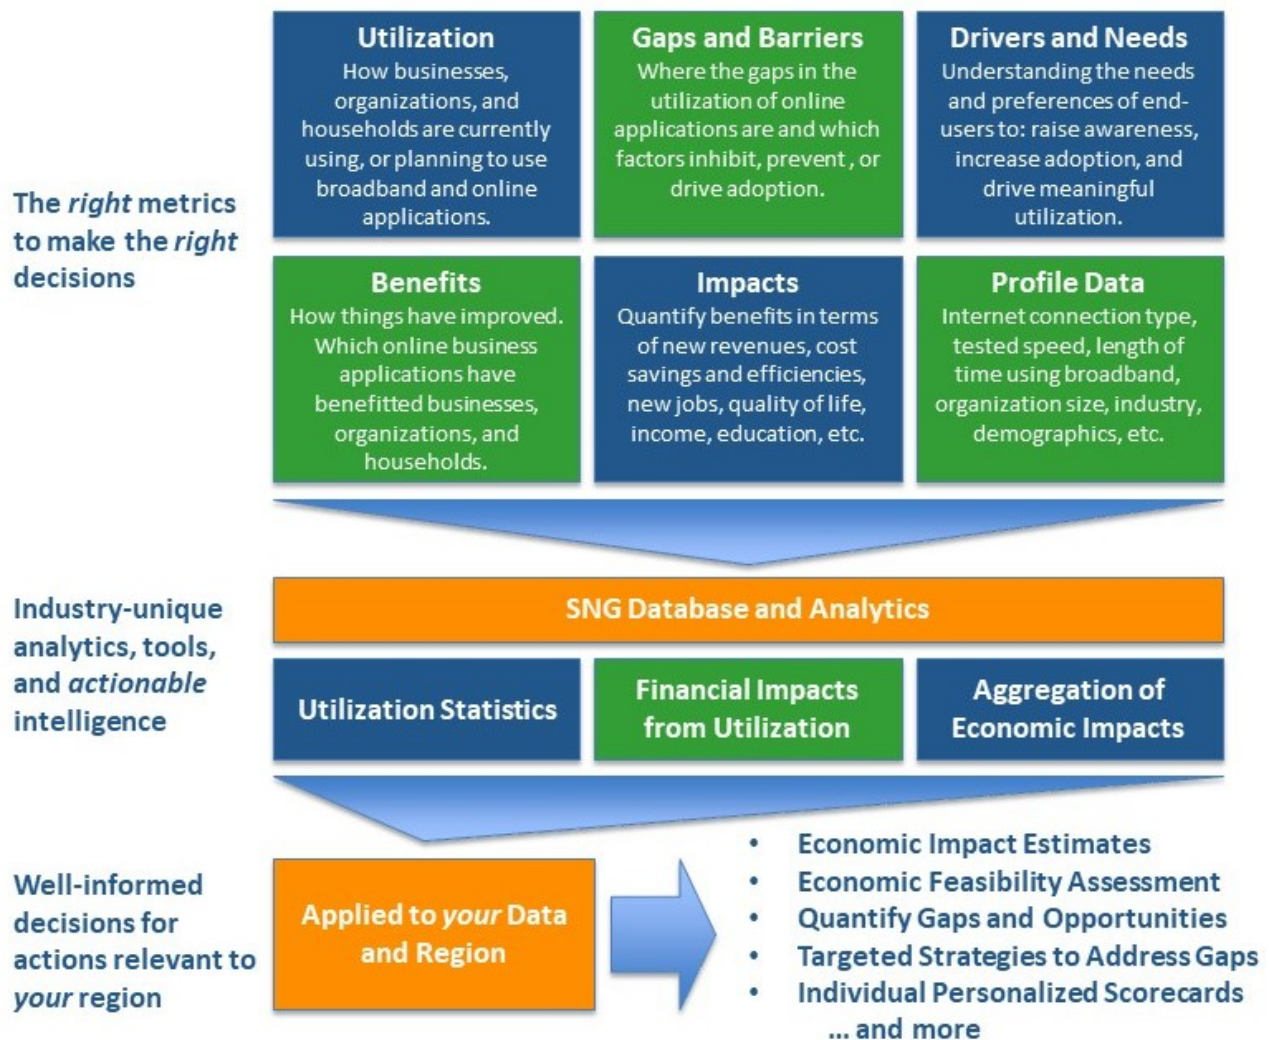 Utilization
How businesses,
organizations, and
households are currently
using, or planning to use
broadband and online
applications.
Gaps and Barriers
Where the gaps in the
utilization of online
applications are and which
factors inhibit, prevent , or
drive adoption.
Drivers and Needs
Understanding the needs
and preferences of end-
users to: raise awareness,
increase adoption, and
drive meaningful
utilization.
The right metrics
to make the right
decisions
Benefits
How things have improved.
Which online business
applications have
benefitted businesses,
organizations, and
households.
Impacts
Quantify benefits in terms
of new revenues, cost
savings and efficiencies,
new jobs, quality of life,
income, education, etc.
Profile Data
Internet connection type,
tested speed, length of
time using broadband,
organization size, industry,
demographics, etc.
Industry-unique
analytics, tools,
and actionable
intelligence
SNG Database and Analytics
Utilization Statistics
Financial Impacts
from Utilization
Aggregation of
Economic Impacts
Well-informed
decisions for
actions relevant to
your region
Applied to your Data
and Region
• Economic Impact Estimates
• Economic Feasibility Assessment
• Quantify Gaps and Opportunities
• Targeted Strategies to Address Gaps
• Individual Personalized Scorecards
... and more